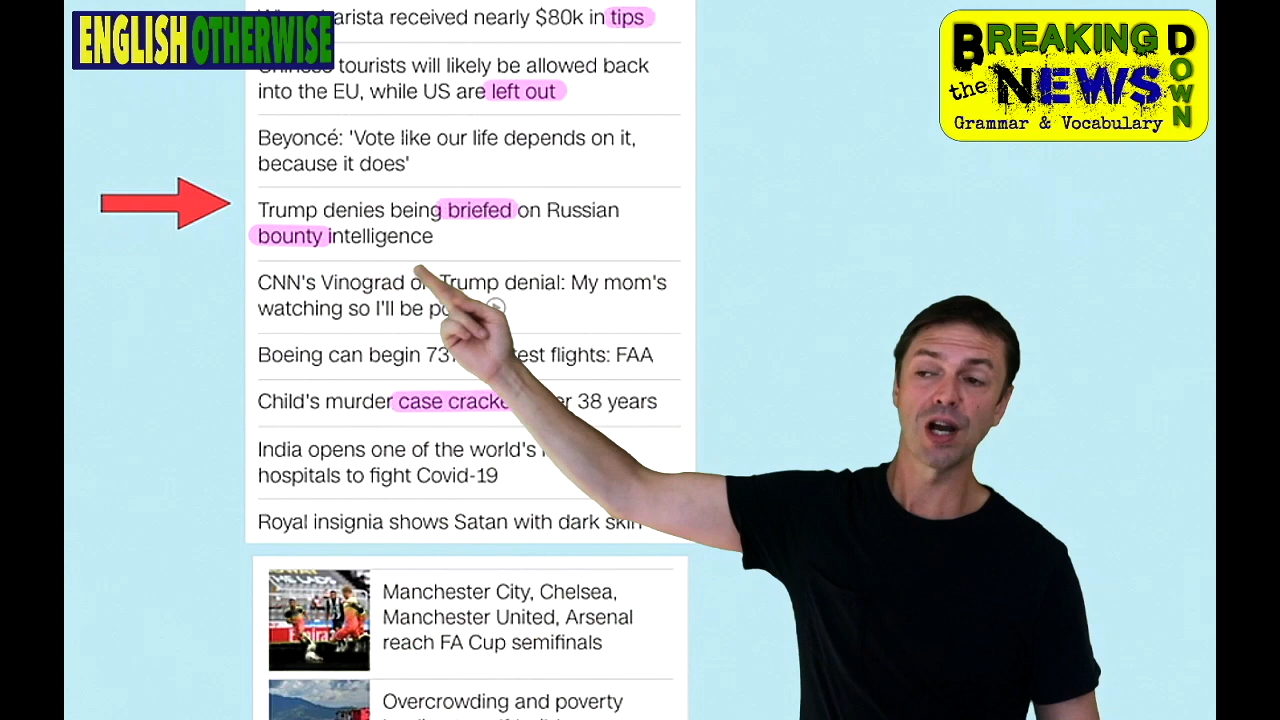 ENGLISH OTHERWISE
barista received nearly $80k in tips
tourists will likely be allowed back
into the EU, while US are left out
Beyoncé: 'Vote like our life depends on it,
because it does'
Trump denies being briefed on Russian
bounty intelligence
CNN's Vinograd on Trump denial: My mom's
watching so I'll be
Boeing can begin 737 test flights: FAA
Child's murder case cracked after 38 years
India opens one of the world's
hospitals to fight Covid-19
Royal insignia shows Satan with dark skin
Manchester City, Chelsea,
Manchester United, Arsenal
reach FA Cup semifinals
Overcrowding and poverty
BREAKING DOWN
the NEWS
Grammar & Vocabulary